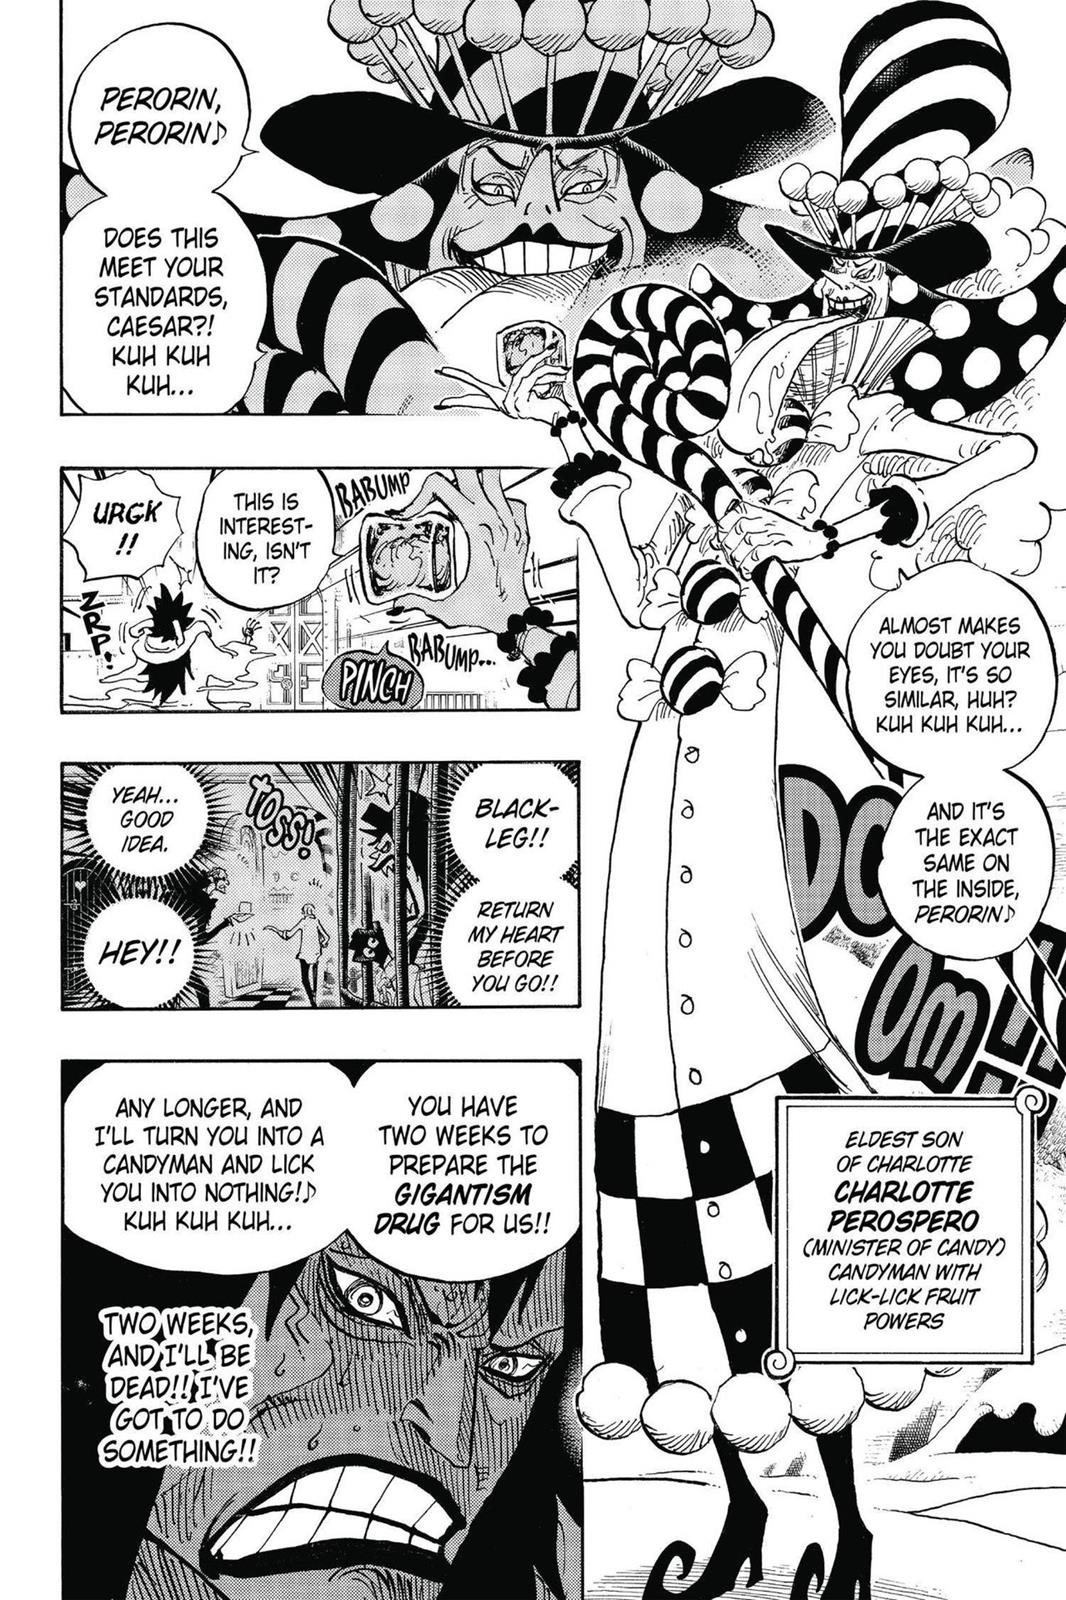 PERORIN,
PERORIN♪
DOES THIS
MEET YOUR
STANDARDS,
CAESAR?!
KUH KUH
KUH...
ALMOST MAKES
YOU DOUBT YOUR
EYES, IT'S SO
SIMILAR, HUH?
KUH KUH KUH...
AND IT'S
THE EXACT
SAME ON
THE INSIDE,
PERORIN♪
DOOM!!
ELDEST SON
OF CHARLOTTE
CHARLOTTE
PEROSPERO
(MINISTER OF CANDY)
CANDYMAN WITH
LICK-LICK FRUIT
POWERS
BABUMP
THIS IS
INTEREST-
ING, ISN'T
IT?
URGK
!!
ZRP!
PINCH
BABUMP...
BLACK-
LEG!!
RETURN
MY HEART
BEFORE
YOU GO!!
TOSS!
YEAH...
GOOD
IDEA.
HEY!!
YOU HAVE
TWO WEEKS TO
PREPARE THE
GIGANTISM
DRUG FOR US!!
ANY LONGER, AND
I'LL TURN YOU INTO A
CANDYMAN AND LICK
YOU INTO NOTHING!♪
KUH KUH KUH...
TWO WEEKS,
AND I'LL BE
DEAD!! I'VE
GOT TO DO
SOMETHING!!